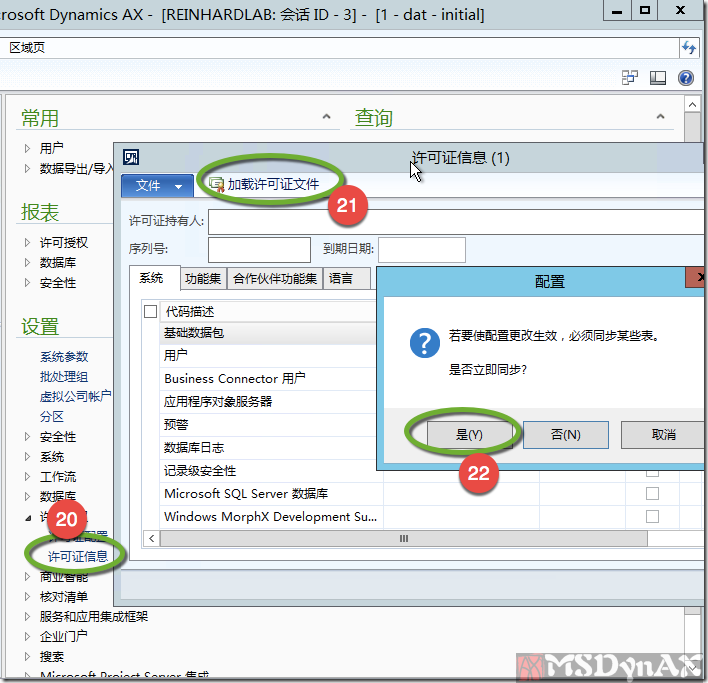 rosoft Dynamics AX - [REINHARDLAB: 会话 ID - 3] - [1 - dat - initial]
区域页
常用
用户
数据导出/导入
报表
许可授权
数据库
安全性
设置
系统参数
批处理组
虚拟公司帐户
分区
安全性
系统
工作流
数据库
许
20
许可证配置
许可证信息
商业智能
核对清单
服务和应用集成框架
企业门户
搜索
Microsoft Project Server 集成
查询
许可证信息 (1)
文件
加载许可证文件
21
许可证持有人:
序列号:
到期日期:
系统
功能集
合作伙伴功能集
语言
代码描述
基础数据包
用户
Business Connector 用户
应用程序对象服务器
预警
数据库日志
记录级安全性
Microsoft SQL Server 数据库
Windows MorphX Development Su...
配置
若要使配置更改生效，必须同步某些表。
是否立即同步?
是(Y)
否(N)
取消
22
MSDynAX